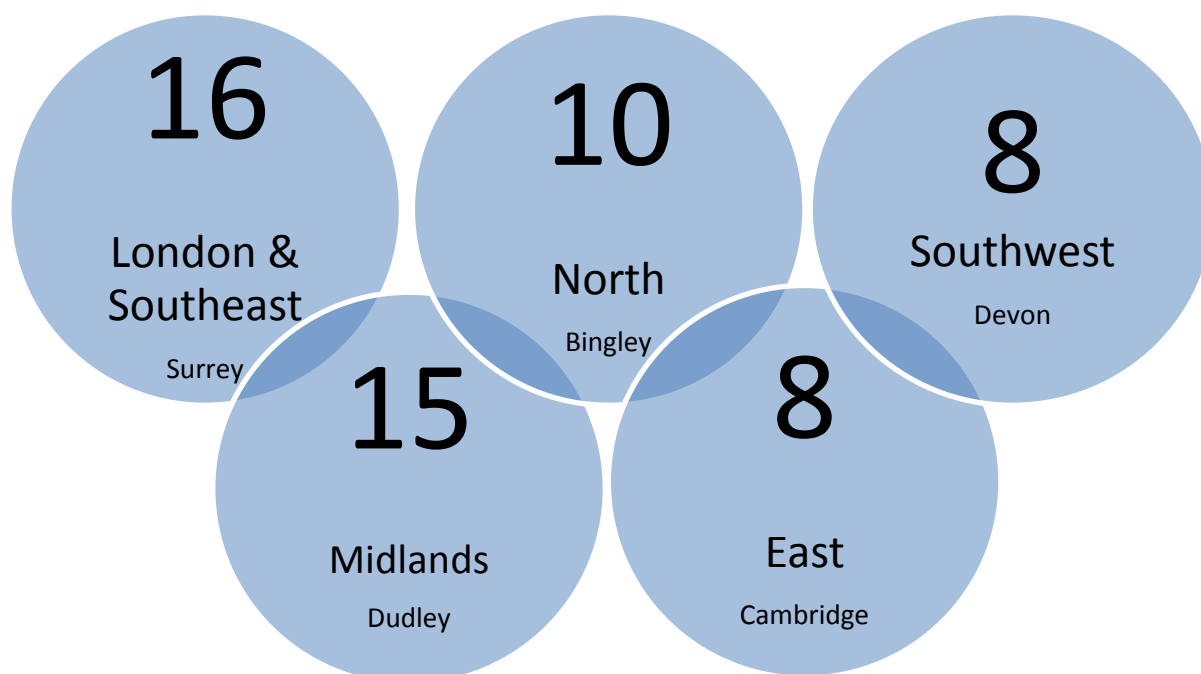 16
London &
Southeast
Surrey
10
North
Bingley
8
Southwest
Devon
15
Midlands
Dudley
8
East
Cambridge